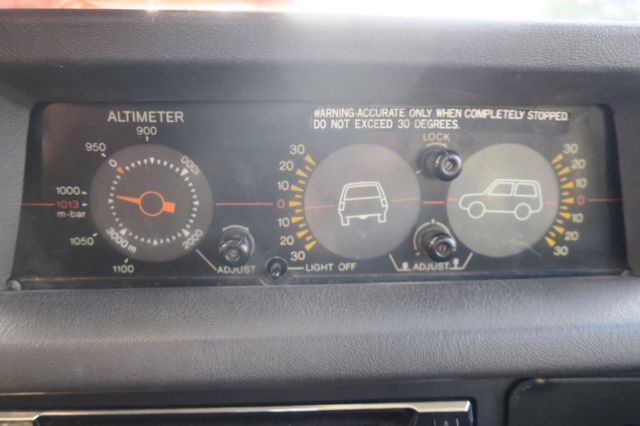 ALTIMETER
900
950
1000
1013
m-bar
1050
1100
0
1000
2000
3000m
ADJUST
LIGHT OFF
WARNING-ACCURATE ONLY WHEN COMPLETELY STOPPED.
DO NOT EXCEED 30 DEGREES.
LOCK
30
20
10
0
10
20
30
ADJUST
30
20
10
0
10
20
30